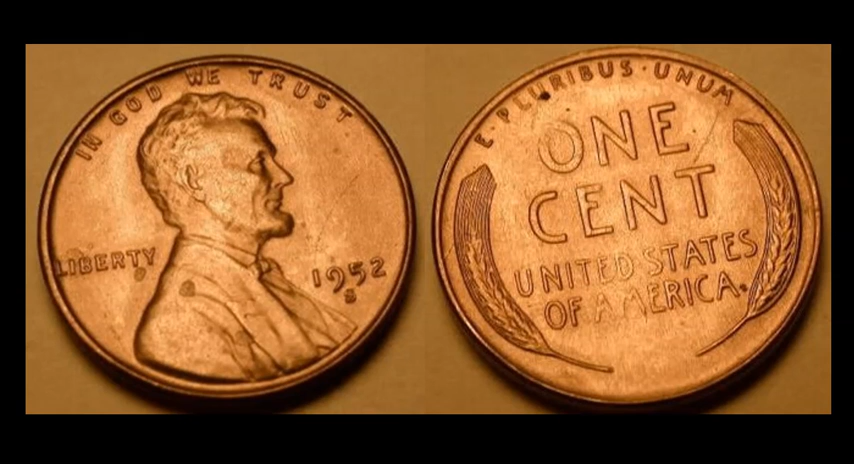 IN GOD WE TRUST
LIBERTY
1952
S
E · PLURIBUS · UNUM
ONE
CENT
UNITED STATES
OF AMERICA